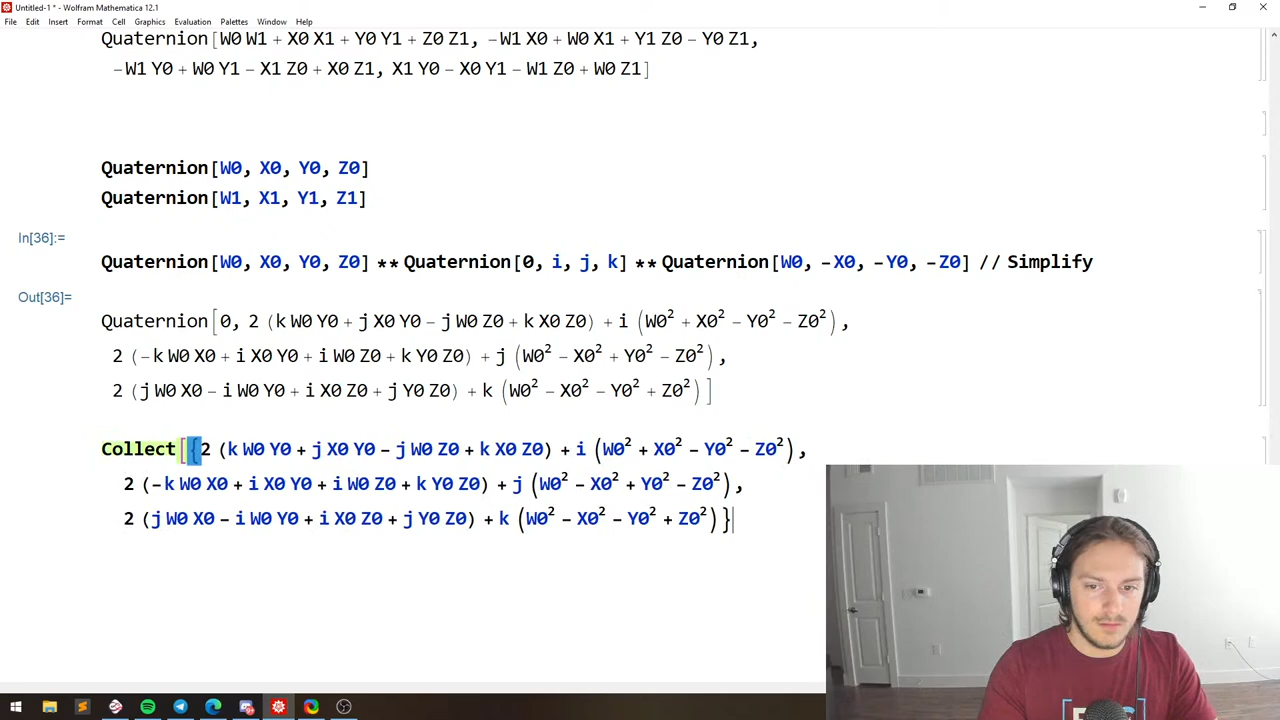 Untitled-1 * - Wolfram Mathematica 12.1
File Edit Insert Format Cell Graphics Evaluation Palettes Window Help
Quaternion[W0 W1 + X0 X1 + Y0 Y1 + Z0 Z1, -W1 X0 + W0 X1 + Y1 Z0 - Y0 Z1,
-W1 Y0 + W0 Y1 - X1 Z0 + X0 Z1, X1 Y0 - X0 Y1 - W1 Z0 + W0 Z1]
Quaternion[W0, X0, Y0, Z0]
Quaternion[W1, X1, Y1, Z1]
In[36]:=
Quaternion[W0, X0, Y0, Z0] ** Quaternion[0, i, j, k] ** Quaternion[W0, -X0, -Y0, -Z0] // Simplify
Out[36]=
Quaternion[0, 2 (k W0 Y0 + j X0 Y0 - j W0 Z0 + k X0 Z0) + i (W0² + X0² - Y0² - Z0²),
2 (-k W0 X0 + i X0 Y0 + i W0 Z0 + k Y0 Z0) + j (W0² - X0² + Y0² - Z0²),
2 (j W0 X0 - i W0 Y0 + i X0 Z0 + j Y0 Z0) + k (W0² - X0² - Y0² + Z0²)]
Collect[{2 (k W0 Y0 + j X0 Y0 - j W0 Z0 + k X0 Z0) + i (W0² + X0² - Y0² - Z0²),
2 (-k W0 X0 + i X0 Y0 + i W0 Z0 + k Y0 Z0) + j (W0² - X0² + Y0² - Z0²),
2 (j W0 X0 - i W0 Y0 + i X0 Z0 + j Y0 Z0) + k (W0² - X0² - Y0² + Z0²)}